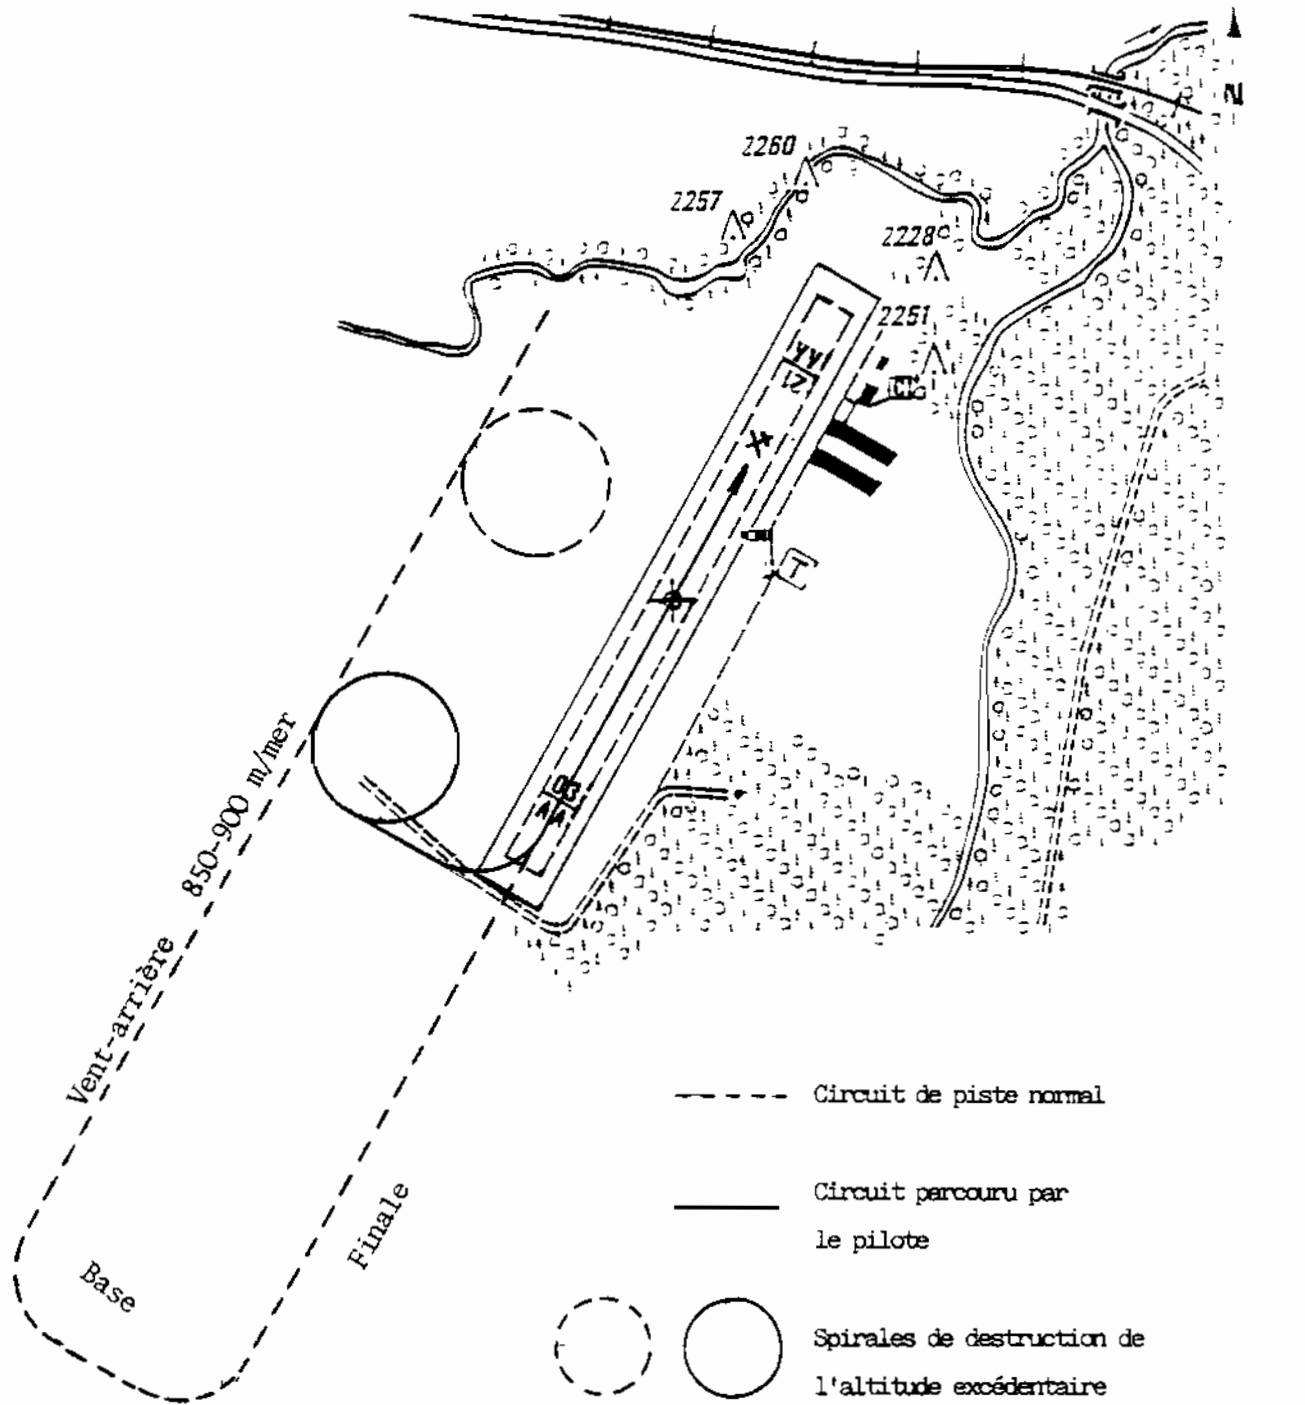 N
2260
2257
2228
2251
21
T
03
850-900 m/mer
Vent-arrière
Finale
Base
Circuit de piste normal
Circuit parcouru par
le pilote
Spirales de destruction de
l'altitude excédentaire